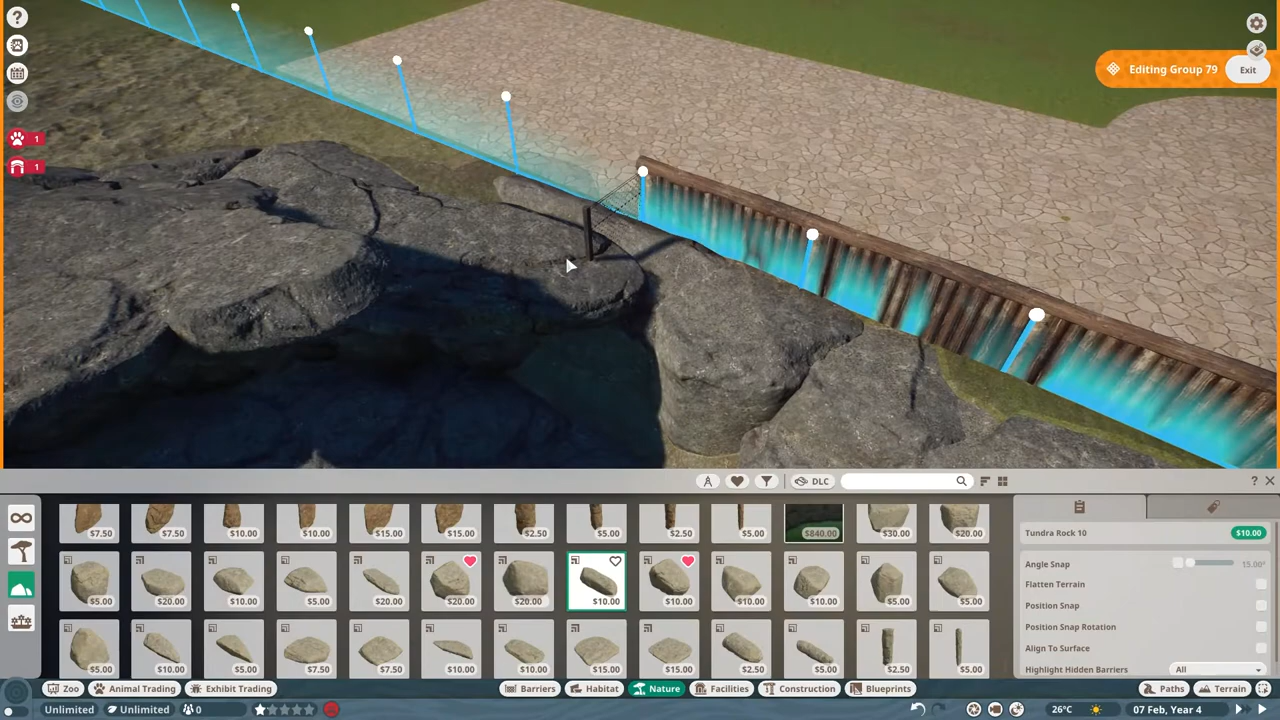 ?
Editing Group 79
Exit
1
1
DLC
? ×
$7.50
$7.50
$10.00
$10.00
$15.00
$15.00
$2.50
$5.00
$2.50
$5.00
$840.00
$30.00
$20.00
Tundra Rock 10
$10.00
$5.00
$20.00
$10.00
$5.00
$20.00
$20.00
$20.00
$10.00
$10.00
$10.00
$10.00
$5.00
$5.00
Angle Snap
15.00°
Flatten Terrain
Position Snap
Position Snap Rotation
Align To Surface
Highlight Hidden Barriers
All
$5.00
$10.00
$5.00
$7.50
$7.50
$10.00
$10.00
$15.00
$15.00
$2.50
$5.00
$2.50
$5.00
Zoo
Animal Trading
Exhibit Trading
Barriers
Habitat
Nature
Facilities
Construction
Blueprints
Paths
Terrain
Unlimited
Unlimited
0
26°C
07 Feb, Year 4